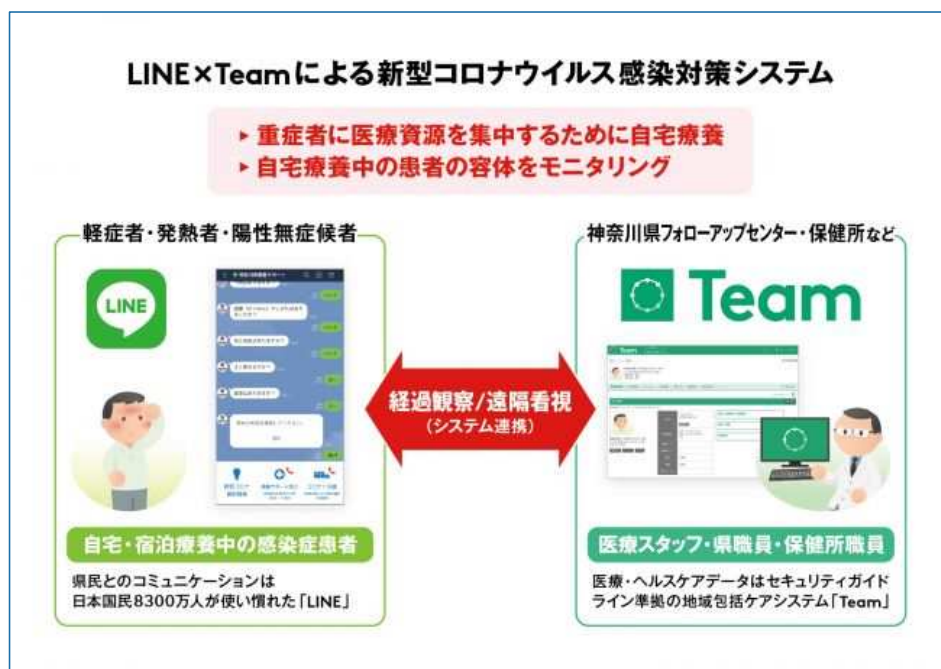 LINE×Teamによる新型コロナウイルス感染対策システム
▸ 重症者に医療資源を集中するために自宅療養
▸ 自宅療養中の患者の容体をモニタリング
軽症者・発熱者・陽性無症候者
LINE
経過観察/遠隔看視
(システム連携)
自宅・宿泊療養中の感染症患者
県民とのコミュニケーションは
日本国民8300万人が使い慣れた「LINE」
神奈川県フォローアップセンター・保健所など
Team
Team
医療スタッフ・県職員・保健所職員
医療・ヘルスケアデータはセキュリティガイド
ライン準拠の地域包括ケアシステム「Team」